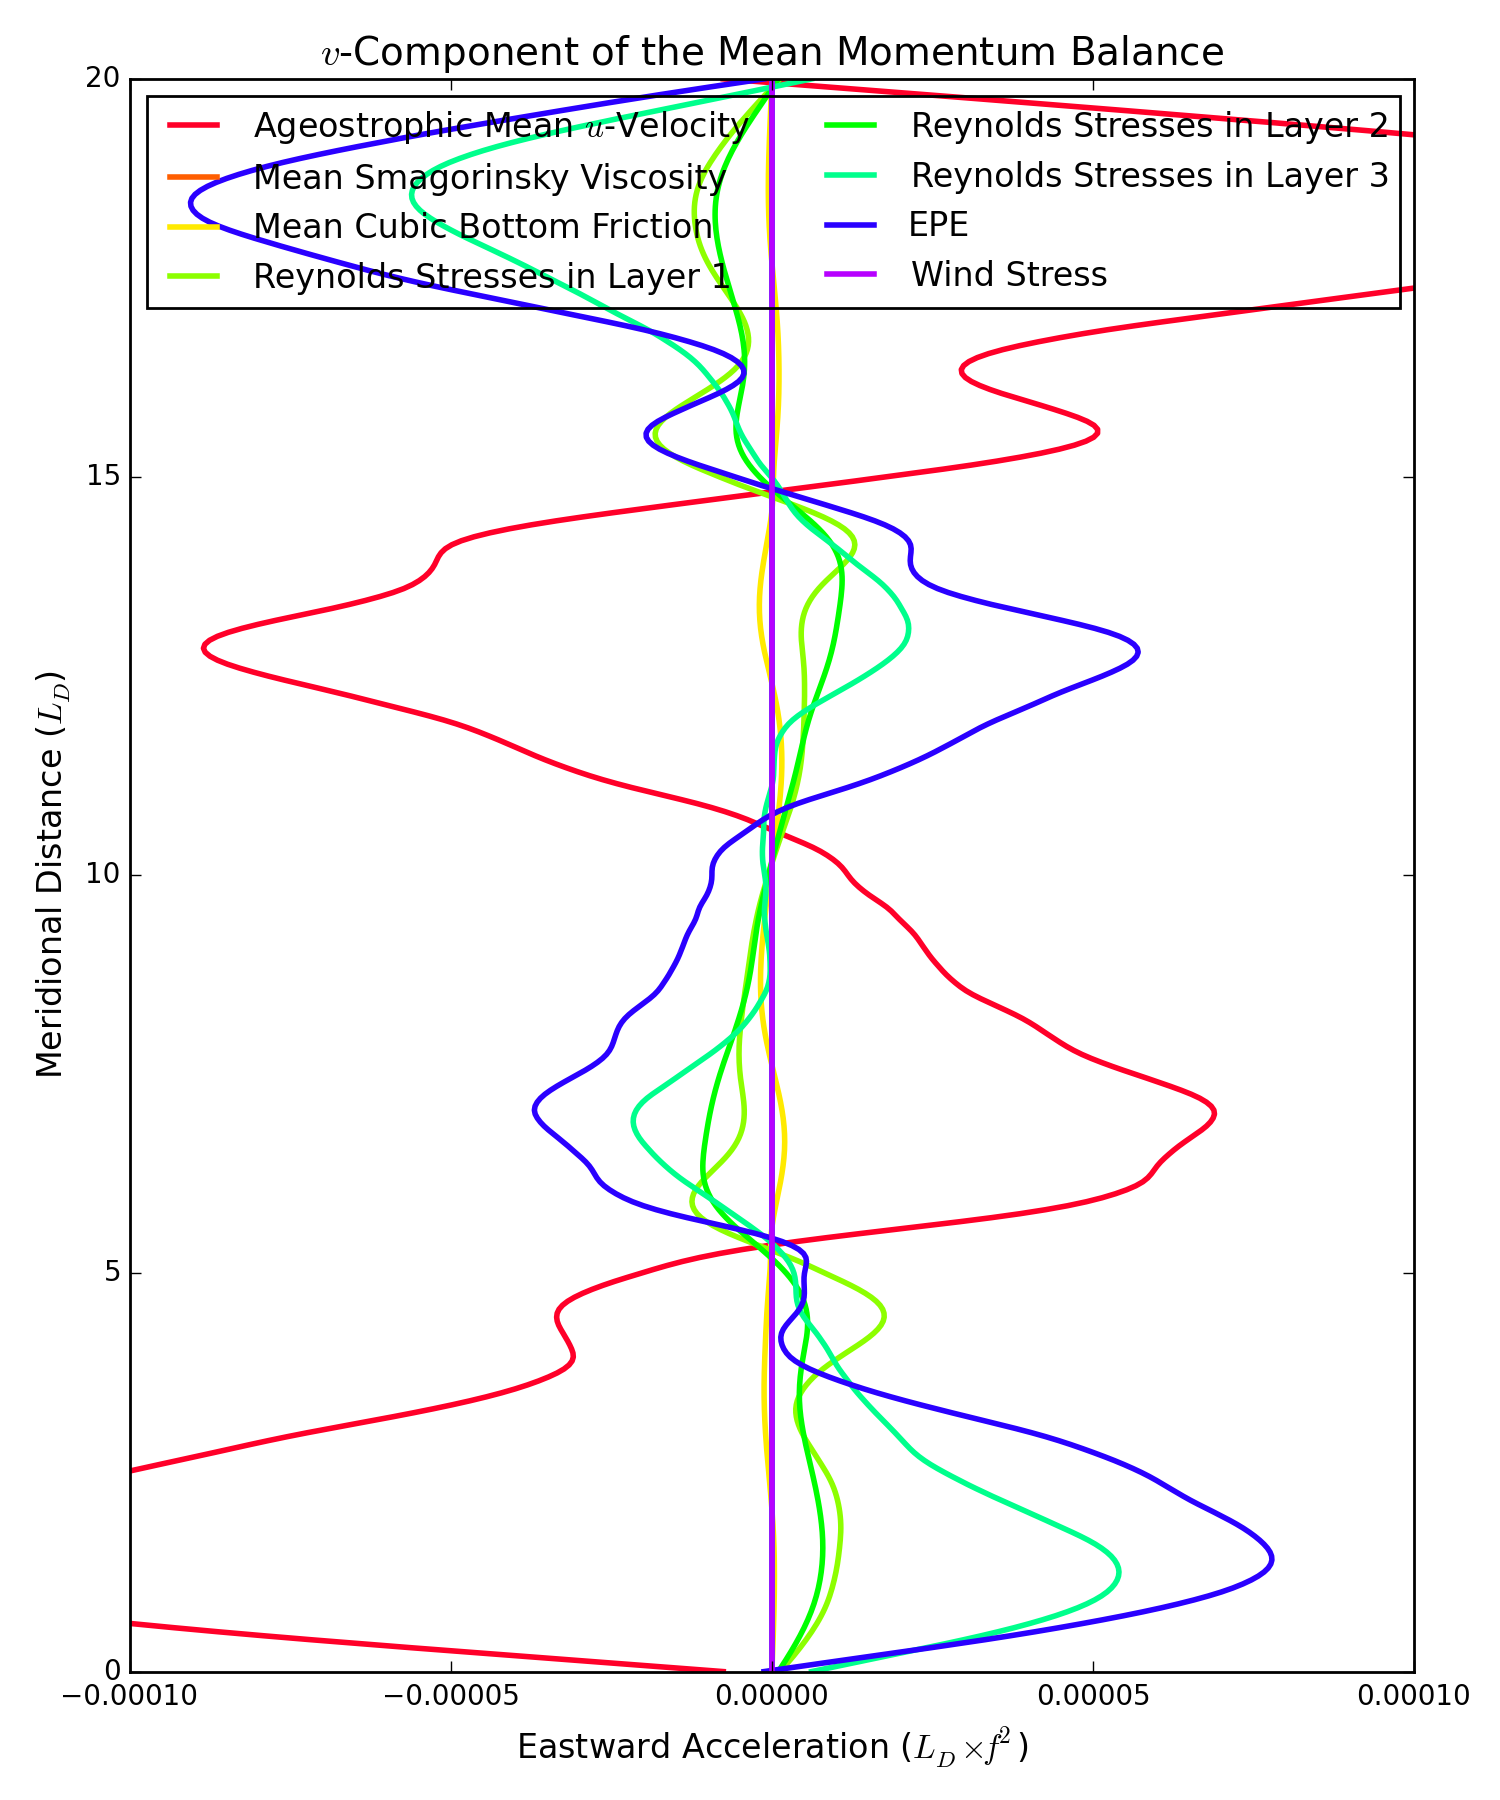 v-Component of the Mean Momentum Balance
20
Ageostrophic Mean u-Velocity
Mean Smagorinsky Viscosity
Mean Cubic Bottom Friction
Reynolds Stresses in Layer 1
Reynolds Stresses in Layer 2
Reynolds Stresses in Layer 3
EPE
Wind Stress
15
10
5
0
Meridional Distance (L_D)
−0.00010
−0.00005
0.00000
0.00005
0.00010
Eastward Acceleration (L_D × f²)